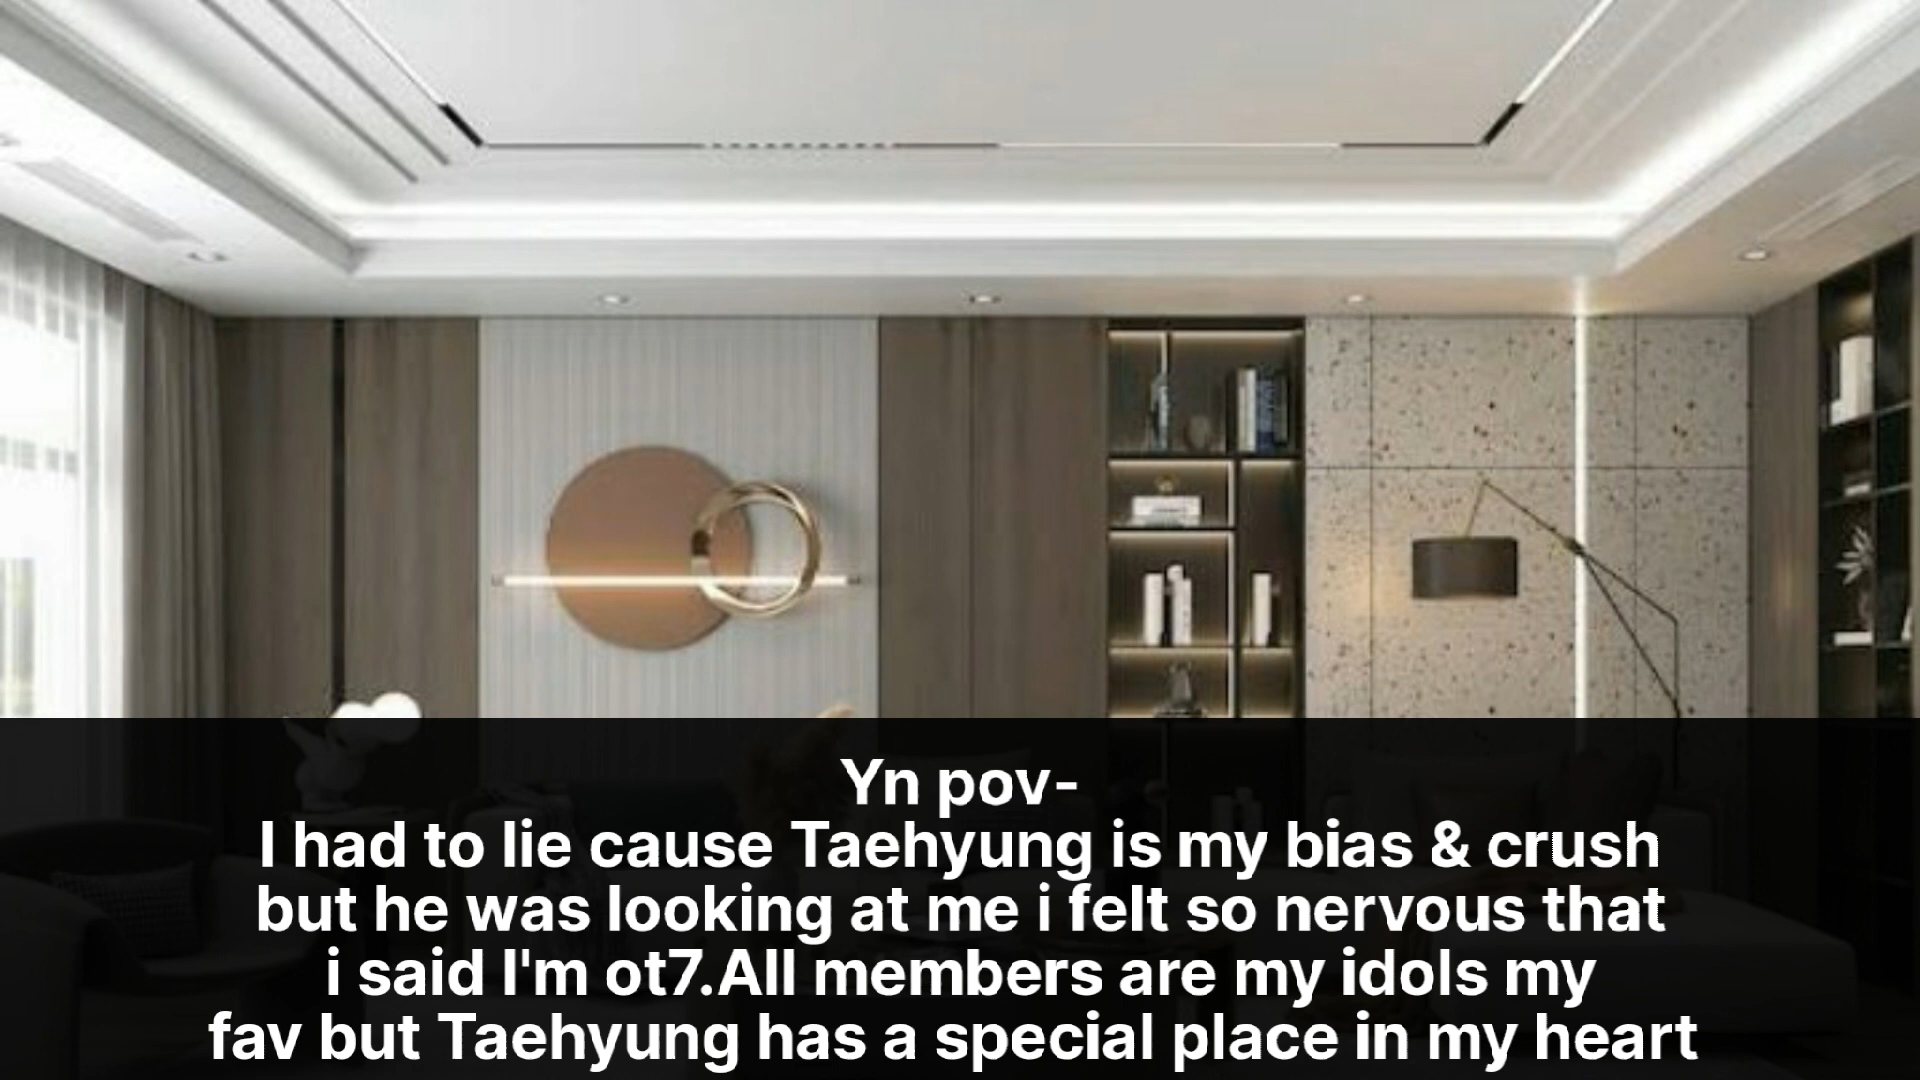 Yn pov-
I had to lie cause Taehyung is my bias & crush
but he was looking at me i felt so nervous that
i said I'm ot7.All members are my idols my
fav but Taehyung has a special place in my heart